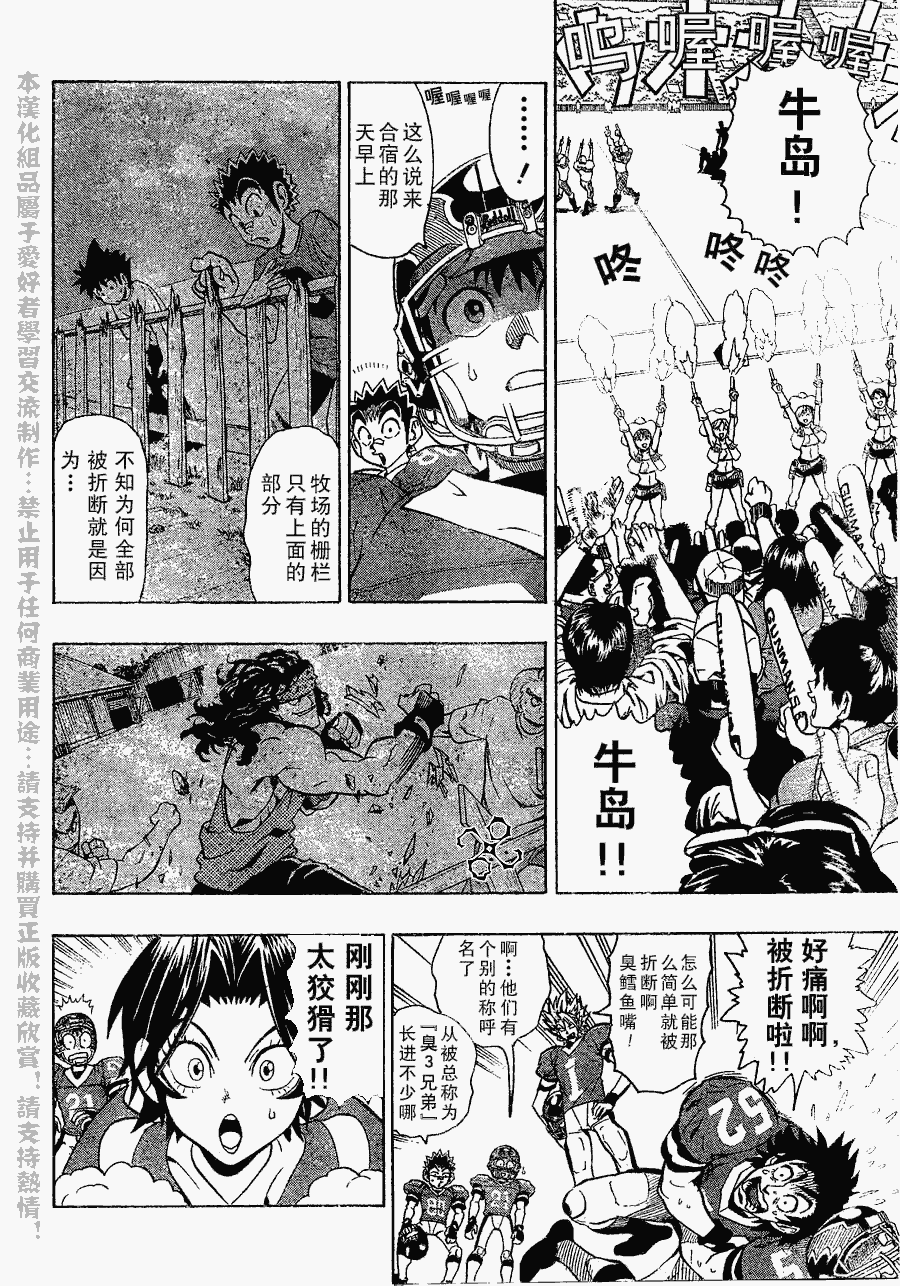 呜喔喔喔
牛岛！
咚
咚
咚
GUNMAN
GUNMANS
牛岛！！
……！
喔喔喔喔
这么说来
合宿的那
天早上
Riddell
牧场的栅栏
只有上面的
部分
不知为何全部
被折断就是因
为…
好痛啊啊，
被折断啦！！
怎么可能那
么简单就被
折断啊
臭鳕鱼嘴！
啊…他们有
个别的称呼
名了
从被总称为
『臭3兄弟』
长进不少哪
1
52
21
刚刚那
太狡猾了！！
21
本漢化組品屬于愛好者學習交流制作…禁止用于任何商業用途…請支持并購買正版收藏欣賞！請支持熱情！